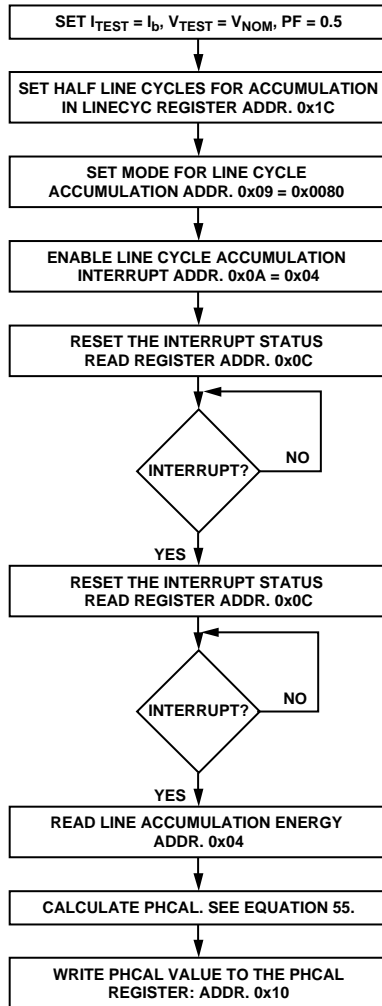 SET ITEST = Ib, VTEST = VNOM, PF = 0.5
SET HALF LINE CYCLES FOR ACCUMULATION
IN LINECYC REGISTER ADDR. 0x1C
SET MODE FOR LINE CYCLE
ACCUMULATION ADDR. 0x09 = 0x0080
ENABLE LINE CYCLE ACCUMULATION
INTERRUPT ADDR. 0x0A = 0x04
RESET THE INTERRUPT STATUS
READ REGISTER ADDR. 0x0C
INTERRUPT?
NO
YES
RESET THE INTERRUPT STATUS
READ REGISTER ADDR. 0x0C
INTERRUPT?
NO
YES
READ LINE ACCUMULATION ENERGY
ADDR. 0x04
CALCULATE PHCAL. SEE EQUATION 55.
WRITE PHCAL VALUE TO THE PHCAL
REGISTER: ADDR. 0x10